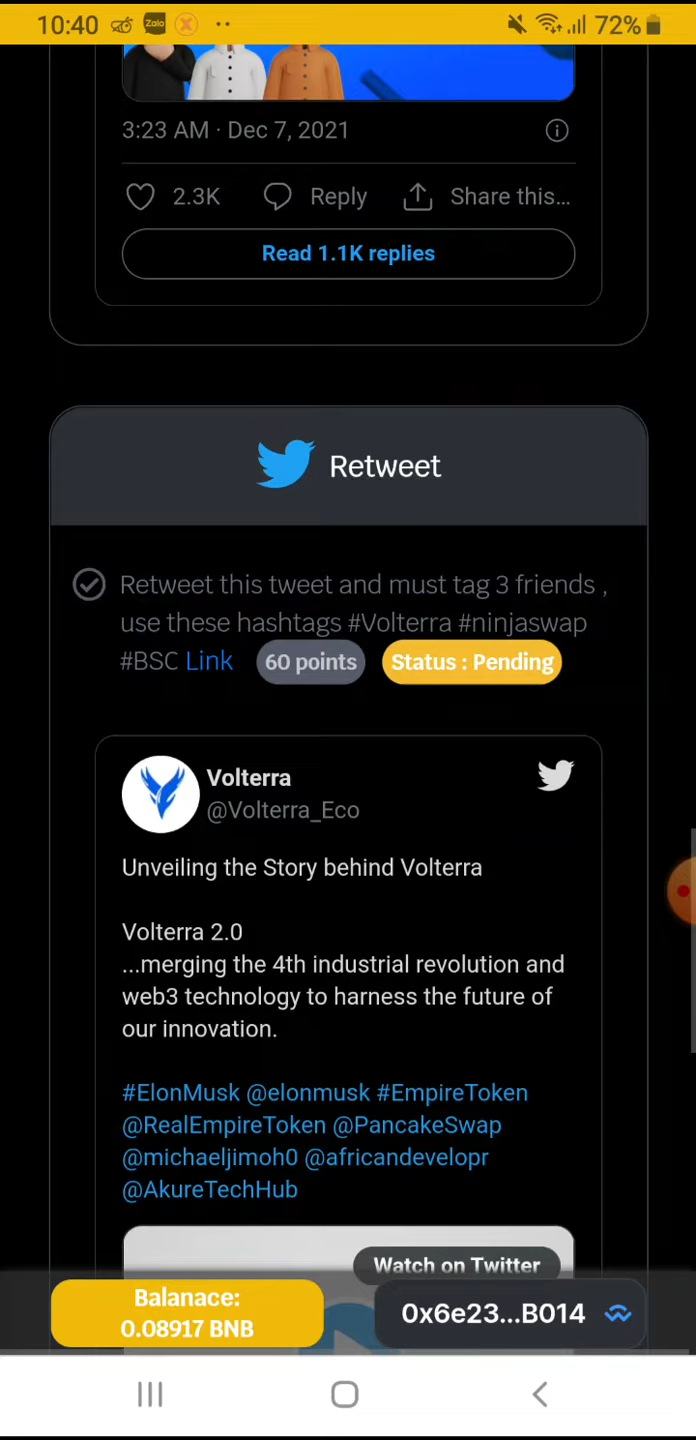 10:40 Zalo 72%
3:23 AM · Dec 7, 2021
2.3K Reply Share this...
Read 1.1K replies
Retweet
Retweet this tweet and must tag 3 friends ,
use these hashtags #Volterra #ninjaswap
#BSC Link 60 points Status : Pending
Volterra
@Volterra_Eco
Unveiling the Story behind Volterra
Volterra 2.0
...merging the 4th industrial revolution and
web3 technology to harness the future of
our innovation.
#ElonMusk @elonmusk #EmpireToken
@RealEmpireToken @PancakeSwap
@michaeljimoh0 @africandevelopr
@AkureTechHub
Watch on Twitter
Balanace:
0.08917 BNB
0x6e23...B014